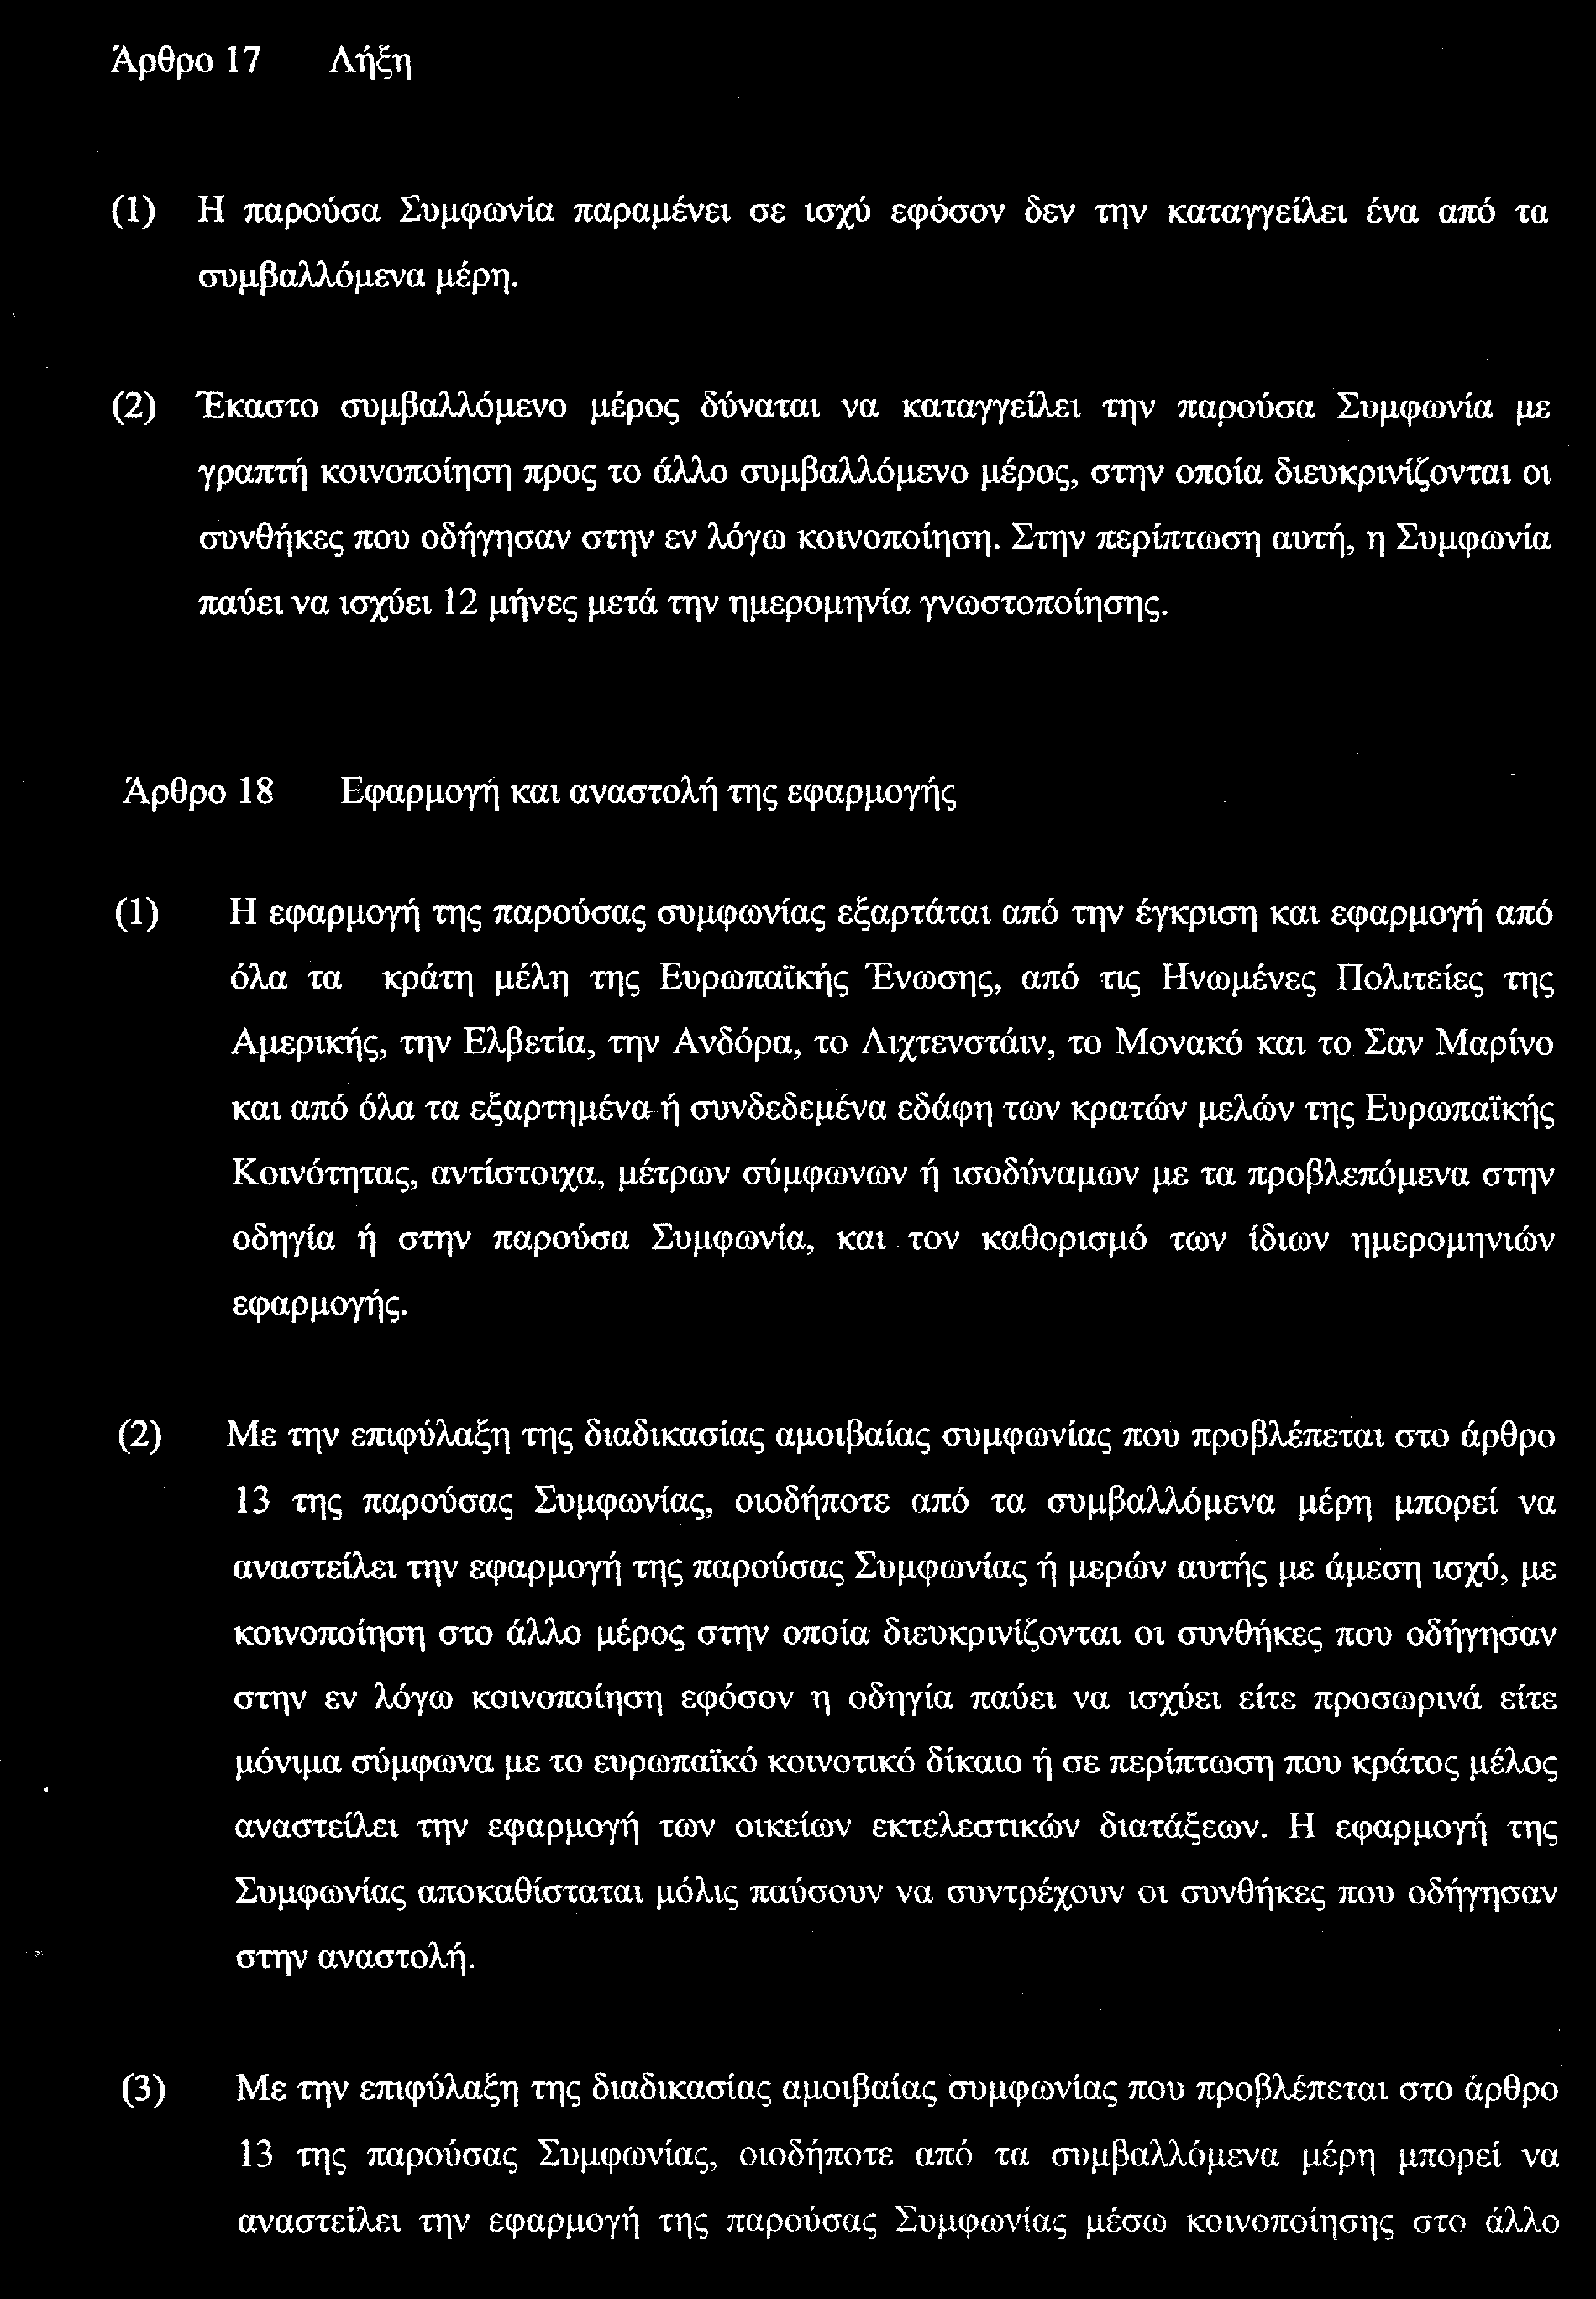 Άρθρο 17 Λήξη
(1) Η παρούσα Συμφωνία παραμένει σε ισχύ εφόσον δεν την καταγγείλει ένα από τα
συμβαλλόμενα μέρη.
(2) Έκαστο συμβαλλόμενο μέρος δύναται να καταγγείλει την παρούσα Συμφωνία με
γραπτή κοινοποίηση προς το άλλο συμβαλλόμενο μέρος, στην οποία διευκρινίζονται οι
συνθήκες που οδήγησαν στην εν λόγω κοινοποίηση. Στην περίπτωση αυτή, η Συμφωνία
παύει να ισχύει 12 μήνες μετά την ημερομηνία γνωστοποίησης.
Άρθρο 18 Εφαρμογή και αναστολή της εφαρμογής
(1) Η εφαρμογή της παρούσας συμφωνίας εξαρτάται από την έγκριση και εφαρμογή από
όλα τα κράτη μέλη της Ευρωπαϊκής Ένωσης, από τις Ηνωμένες Πολιτείες της
Αμερικής, την Ελβετία, την Ανδόρα, το Λιχτενστάιν, το Μονακό και το Σαν Μαρίνο
και από όλα τα εξαρτημένα ή συνδεδεμένα εδάφη των κρατών μελών της Ευρωπαϊκής
Κοινότητας, αντίστοιχα, μέτρων σύμφωνων ή ισοδύναμων με τα προβλεπόμενα στην
οδηγία ή στην παρούσα Συμφωνία, και τον καθορισμό των ίδιων ημερομηνιών
εφαρμογής.
(2) Με την επιφύλαξη της διαδικασίας αμοιβαίας συμφωνίας που προβλέπεται στο άρθρο
13 της παρούσας Συμφωνίας, οιοδήποτε από τα συμβαλλόμενα μέρη μπορεί να
αναστείλει την εφαρμογή της παρούσας Συμφωνίας ή μερών αυτής με άμεση ισχύ, με
κοινοποίηση στο άλλο μέρος στην οποία διευκρινίζονται οι συνθήκες που οδήγησαν
στην εν λόγω κοινοποίηση εφόσον η οδηγία παύει να ισχύει είτε προσωρινά είτε
μόνιμα σύμφωνα με το ευρωπαϊκό κοινοτικό δίκαιο ή σε περίπτωση που κράτος μέλος
αναστείλει την εφαρμογή των οικείων εκτελεστικών διατάξεων. Η εφαρμογή της
Συμφωνίας αποκαθίσταται μόλις παύσουν να συντρέχουν οι συνθήκες που οδήγησαν
στην αναστολή.
(3) Με την επιφύλαξη της διαδικασίας αμοιβαίας συμφωνίας που προβλέπεται στο άρθρο
13 της παρούσας Συμφωνίας, οιοδήποτε από τα συμβαλλόμενα μέρη μπορεί να
αναστείλει την εφαρμογή της παρούσας Συμφωνίας μέσω κοινοποίησης στο άλλο